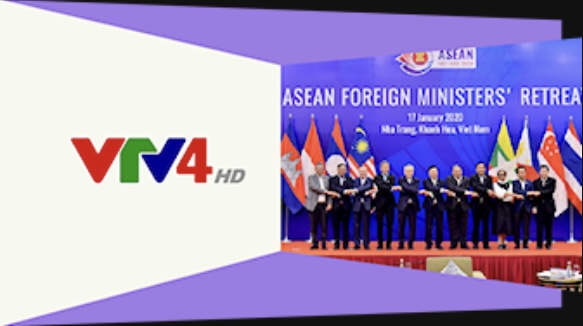 VTV4 HD
ASEAN
ASEAN FOREIGN MINISTERS' RETREAT
17 January 2020
Nha Trang, Khanh Hoa, Viet Nam